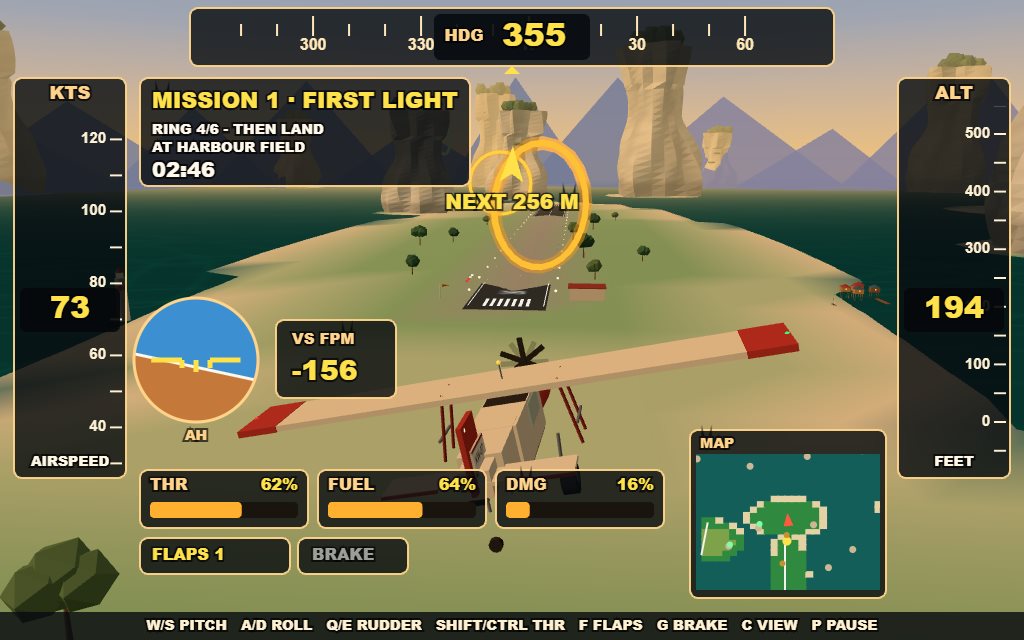 300 330 HDG 355 30 60
KTS
120
100
80
73
60
40
AIRSPEED
MISSION 1 · FIRST LIGHT
RING 4/6 - THEN LAND
AT HARBOUR FIELD
02:46
NEXT 256 M
ALT
500
400
300
194
100
0
FEET
VS FPM
-156
AH
THR 62%
FUEL 64%
DMG 16%
FLAPS 1
BRAKE
MAP
W/S PITCH A/D ROLL Q/E RUDDER SHIFT/CTRL THR F FLAPS G BRAKE C VIEW P PAUSE